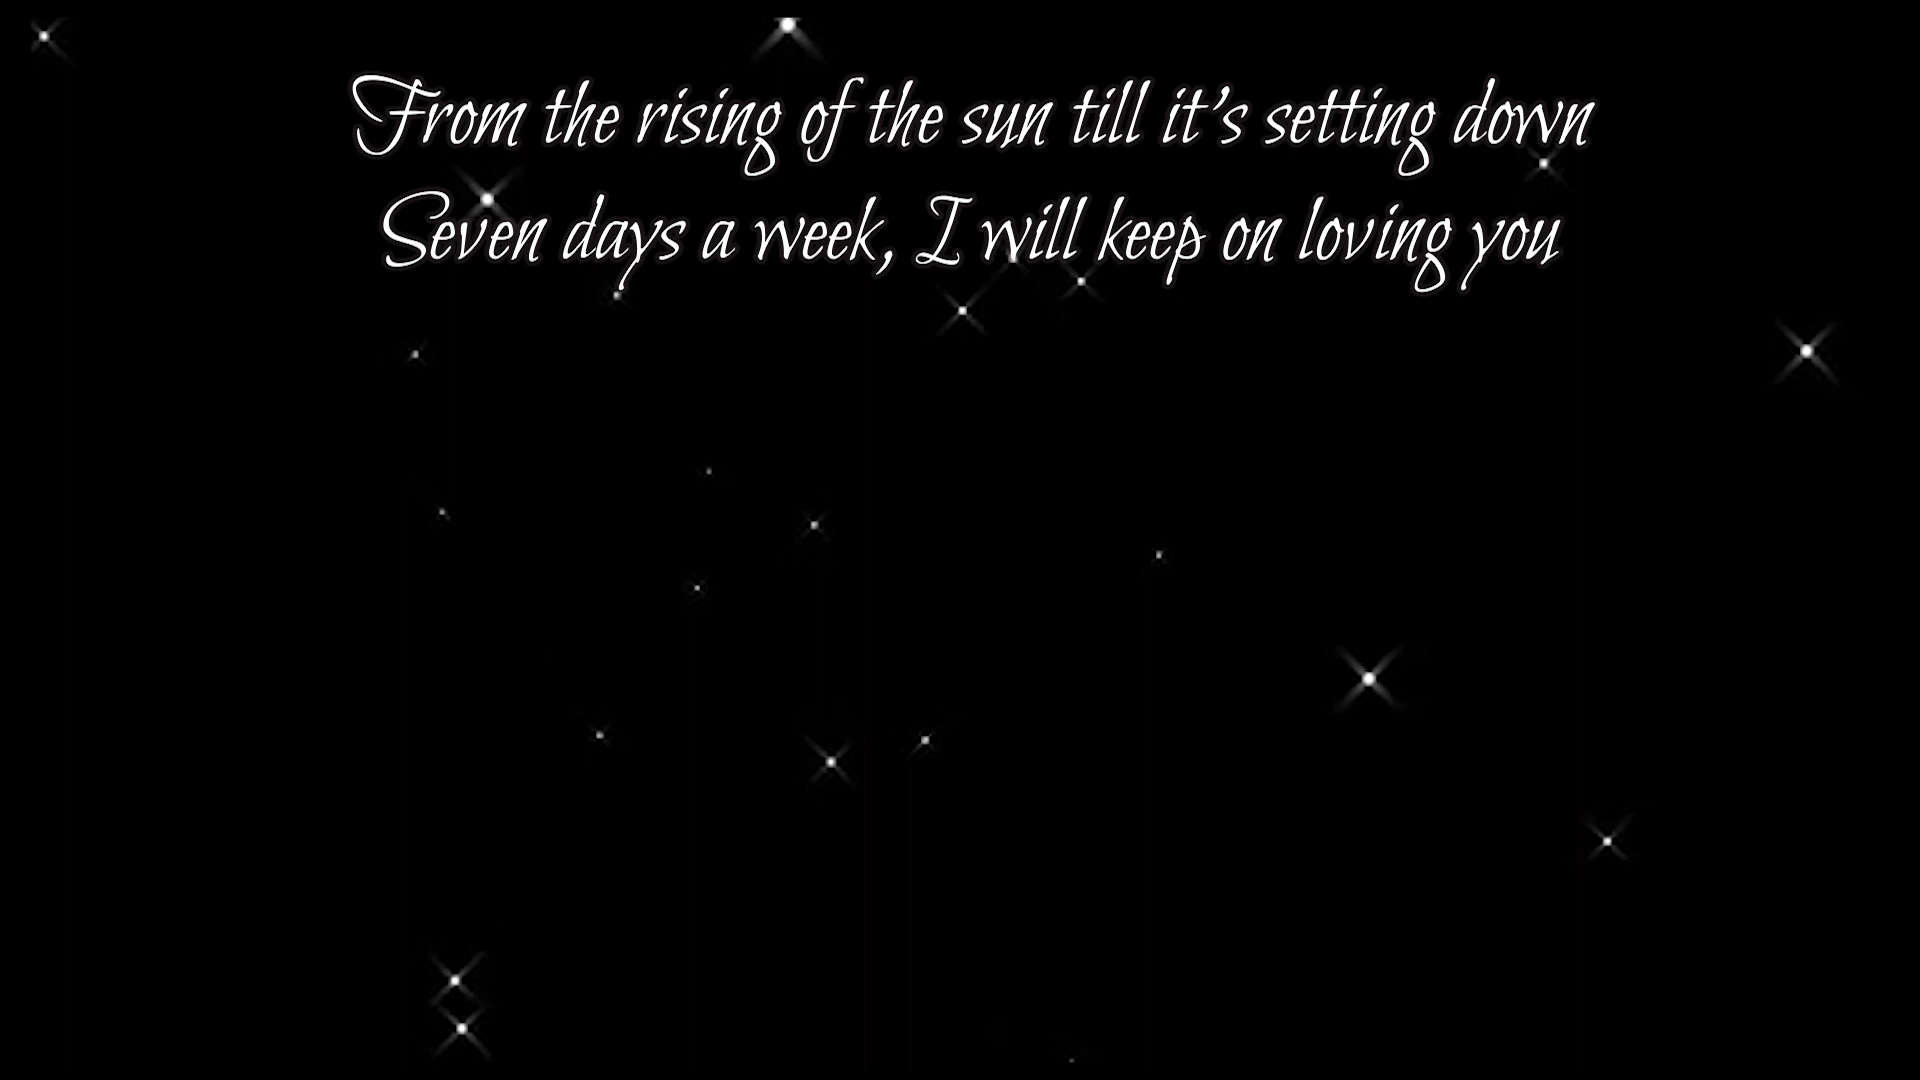 From the rising of the sun till it's setting down
Seven days a week, I will keep on loving you